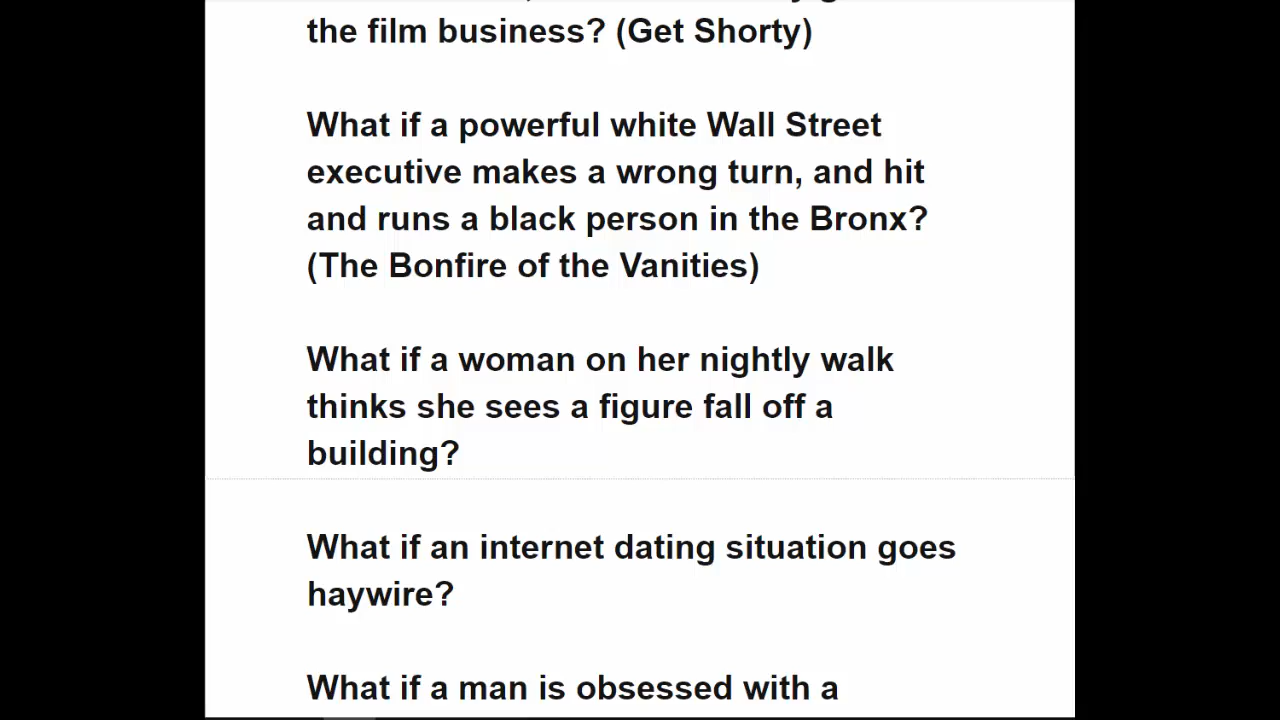 the film business? (Get Shorty)
What if a powerful white Wall Street
executive makes a wrong turn, and hit
and runs a black person in the Bronx?
(The Bonfire of the Vanities)
What if a woman on her nightly walk
thinks she sees a figure fall off a
building?
What if an internet dating situation goes
haywire?
What if a man is obsessed with a